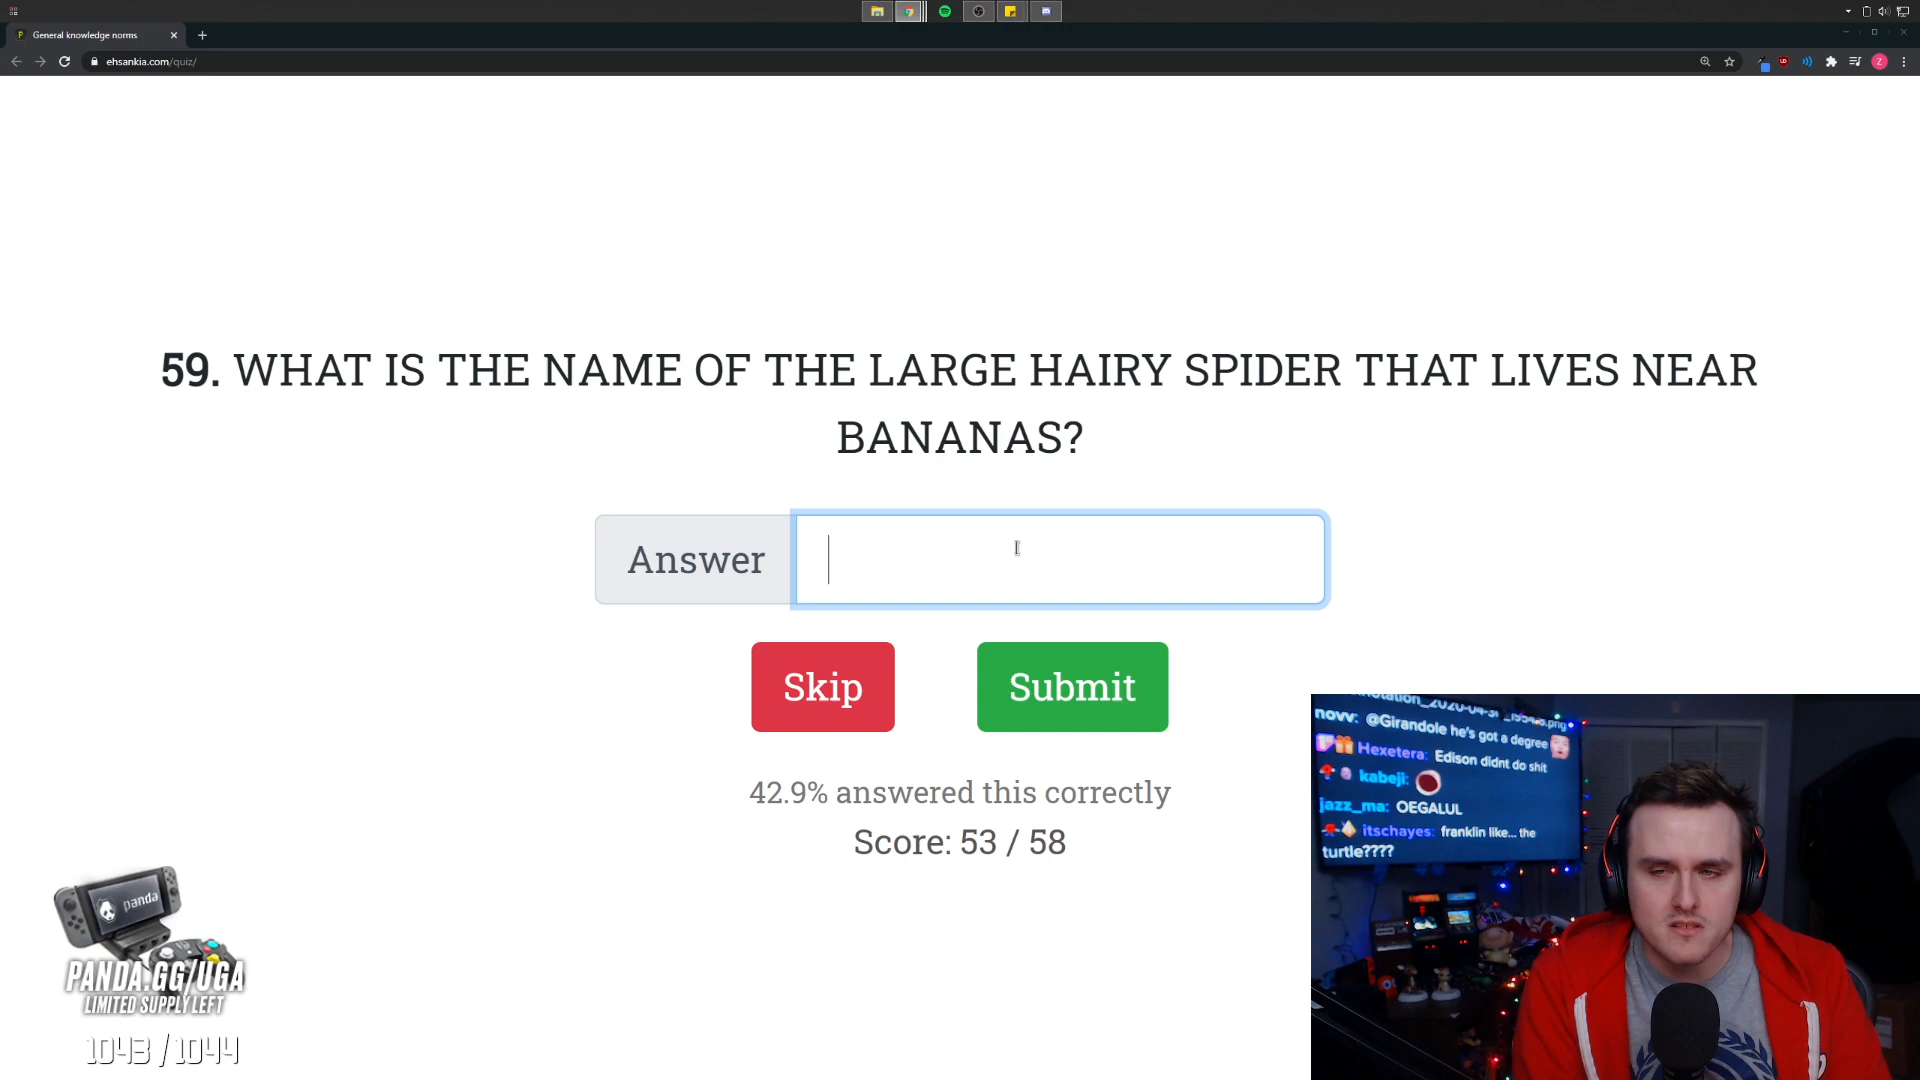 General knowledge norms
ehsankia.com/quiz/
59. WHAT IS THE NAME OF THE LARGE HAIRY SPIDER THAT LIVES NEAR
BANANAS?
Answer
Skip
Submit
42.9% answered this correctly
Score: 53 / 58
novv: @Girandole he's got a degree
Hexetera: Edison didnt do shit
kabeji:
jazz_ma: OEGALUL
itschayes: franklin like... the
turtle????
panda
PANDA.GG/UGA
LIMITED SUPPLY LEFT
1043 / 1044